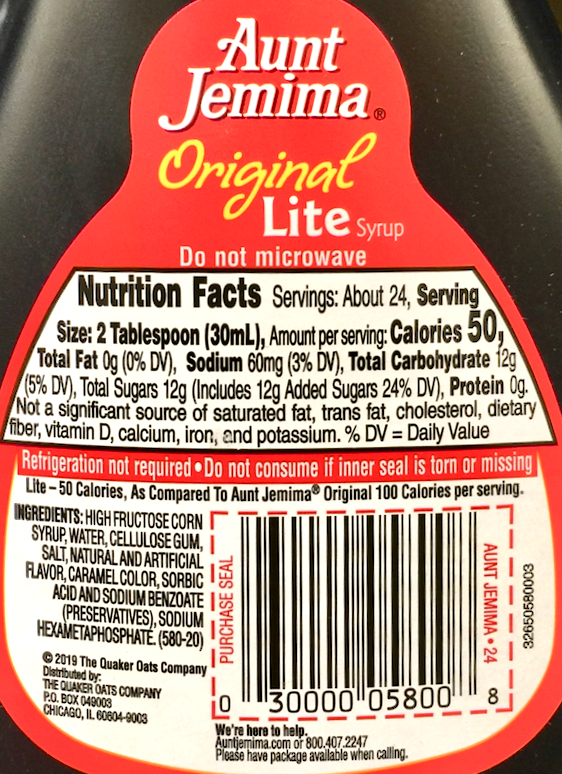 Aunt
Jemima®
Original
Lite Syrup
Do not microwave
Nutrition Facts Servings: About 24, Serving
Size: 2 Tablespoon (30mL), Amount per serving: Calories 50,
Total Fat 0g (0% DV), Sodium 60mg (3% DV), Total Carbohydrate 12g
(5% DV), Total Sugars 12g (Includes 12g Added Sugars 24% DV), Protein 0g.
Not a significant source of saturated fat, trans fat, cholesterol, dietary
fiber, vitamin D, calcium, iron, and potassium. % DV = Daily Value
Refrigeration not required • Do not consume if inner seal is torn or missing
Lite – 50 Calories, As Compared To Aunt Jemima® Original 100 Calories per serving.
INGREDIENTS: HIGH FRUCTOSE CORN
SYRUP, WATER, CELLULOSE GUM,
SALT, NATURAL AND ARTIFICIAL
FLAVOR, CARAMEL COLOR, SORBIC
ACID AND SODIUM BENZOATE
(PRESERVATIVES), SODIUM
HEXAMETAPHOSPHATE. (580-20)
© 2019 The Quaker Oats Company
Distributed by:
THE QUAKER OATS COMPANY
P.O. BOX 049003
CHICAGO, IL 60604-9003
PURCHASE SEAL
AUNT JEMIMA • 24
32650580003
0 30000 05800 8
We're here to help.
Auntjemima.com or 800.407.2247
Please have package available when calling.